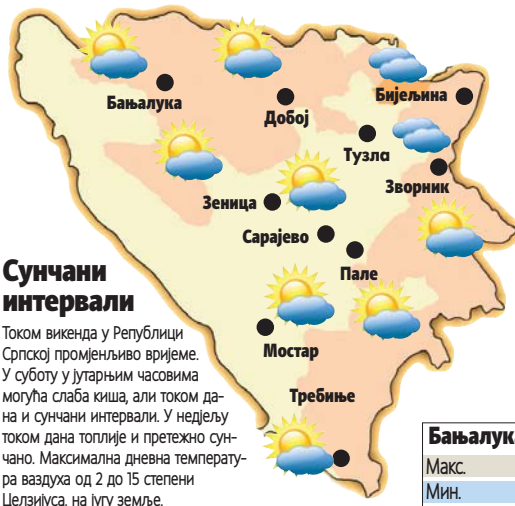 Бањалука
Добој
Бијељина
Тузла
Зворник
Зеница
Сарајево
Пале
Мостар
Требиње
Сунчани
интервали
Током викенда у Републици
Српској промјенљиво вријеме.
У суботу у јутарњим часовима
могућа слаба киша, али током да-
на и сунчани интервали. У недјељу
током дана топлије и претежно сун-
чано. Максимална дневна температу-
ра ваздуха од 2 до 15 степени
Целзијуса, на југу земље.
Бањалука
Макс.
Мин.